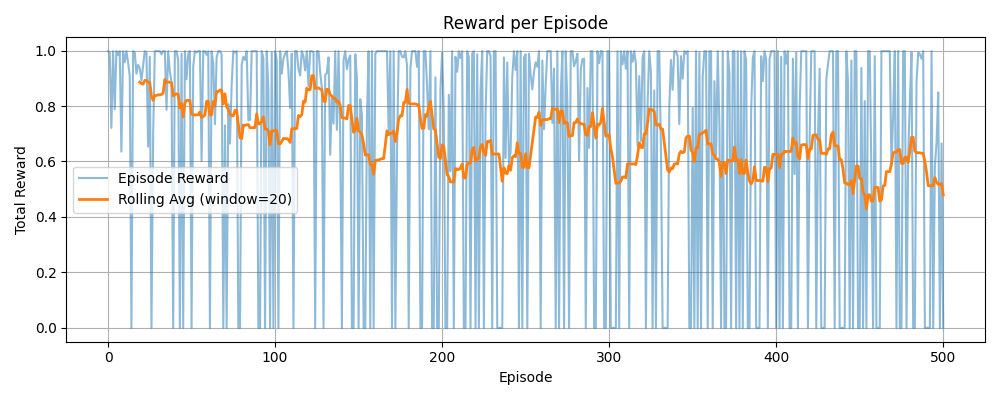 Reward per Episode
Total Reward
1.0
0.8
0.6
0.4
0.2
0.0
Episode Reward
Rolling Avg (window=20)
0 100 200 300 400 500
Episode